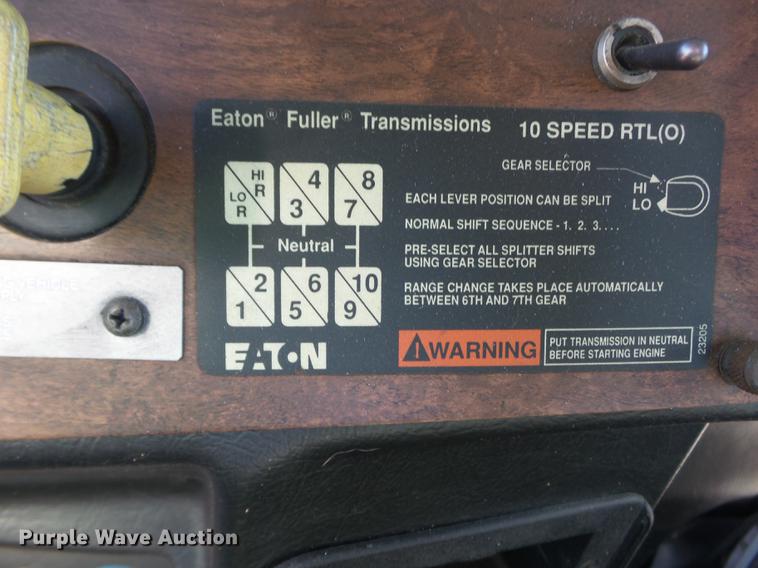 Eaton® Fuller® Transmissions 10 SPEED RTL(O)
GEAR SELECTOR
HI
LO
HI
R
LO
R
4
3
8
7
EACH LEVER POSITION CAN BE SPLIT
NORMAL SHIFT SEQUENCE - 1. 2. 3. . . .
Neutral
PRE-SELECT ALL SPLITTER SHIFTS
USING GEAR SELECTOR
2
1
6
5
10
9
RANGE CHANGE TAKES PLACE AUTOMATICALLY
BETWEEN 6TH AND 7TH GEAR
EATON
WARNING
PUT TRANSMISSION IN NEUTRAL
BEFORE STARTING ENGINE
23205
VEHICLE
Purple Wave Auction